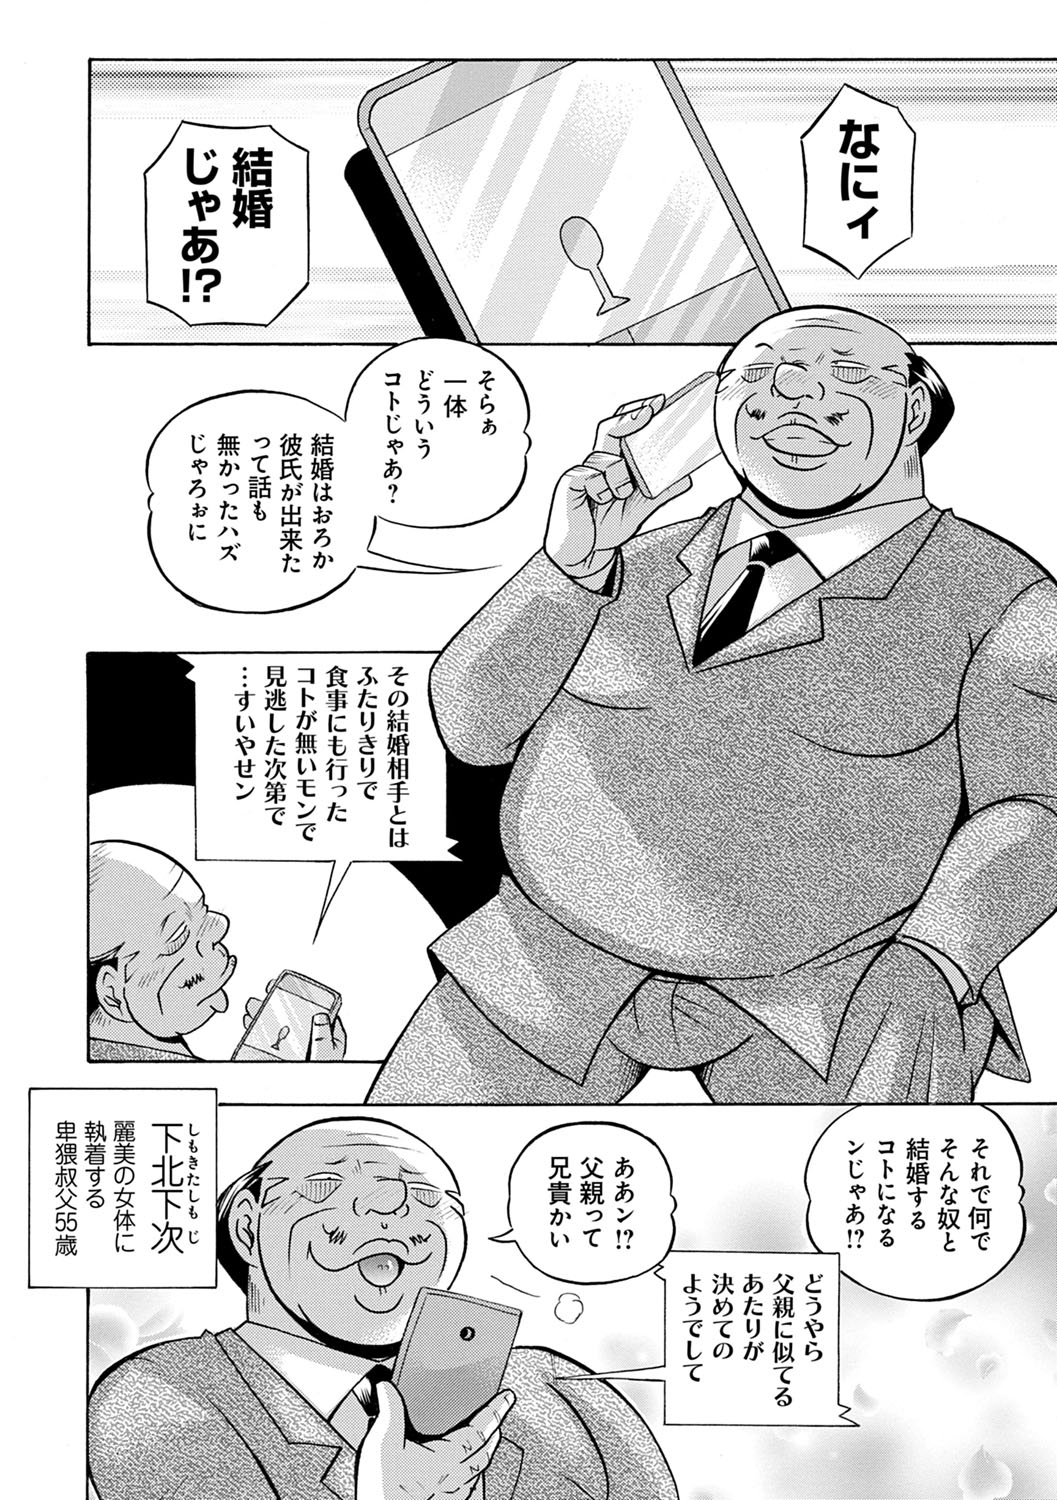 なにィ
結婚
じゃあ!?
そらぁ
一体
どういう
コトじゃあ?
結婚はおろか
彼氏が出来た
って話も
無かったハズ
じゃろぉに
その結婚相手とは
ふたりきりで
食事にも行った
コトが無いモンで
見逃した次第で
…すいやせン
それで何で
そんな奴と
結婚する
コトになる
ンじゃあ!?
どうやら
父親に似てる
あたりが
決めての
ようでして
ああン!?
父親って
兄貴かい
しもきたしもじ
下北下次
麗美の女体に
執着する
卑猥叔父55歳